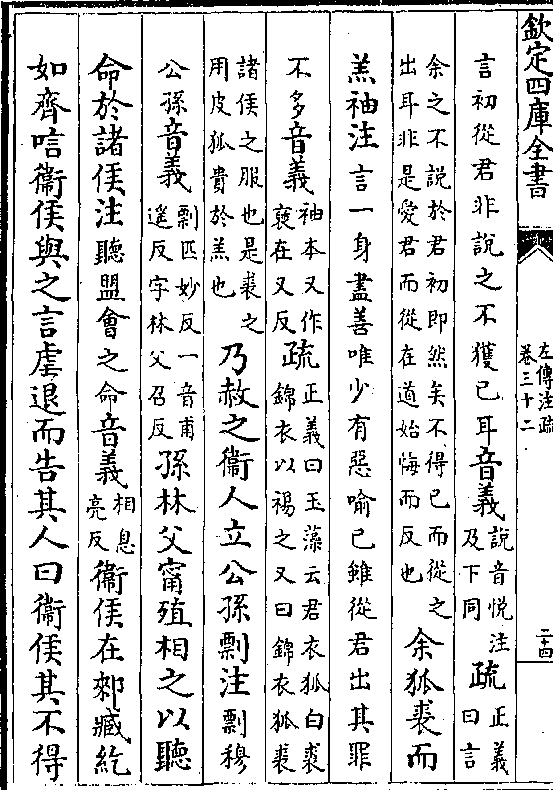 欽定四庫全書
左傳注疏
卷三十二
二十四
言初從君非說之不獲已耳音義說音悅注及下同疏正義曰言
余之不說於君初即然矣不得已而從之出耳非是愛君而從在道始悔而反也余狐裘而
羔袖注言一身盡善唯少有惡喻已雖從君出其罪
不多音義袖本又作褎在又反疏正義曰玉藻云君衣狐白裘錦衣以裼之又曰錦衣狐裘
諸侯之服也是裘之用皮狐貴於羔也乃赦之衛人立公孫剽注剽穆
公孫音義剽匹妙反一音甫遥反字林父召反孫林父甯殖相之以聽
命於諸侯注聽盟會之命音義相息亮反衛侯在郲臧紇
如齊唁衛侯與之言虐退而告其人曰衛侯其不得